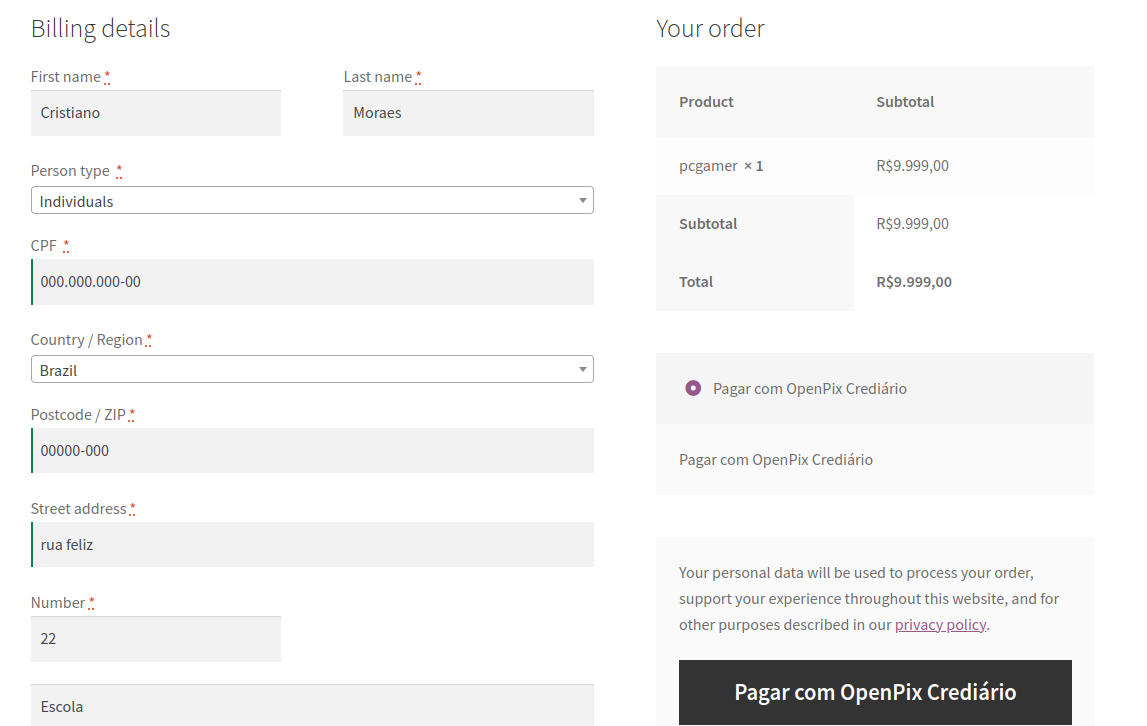 Billing details
First name *
Last name *
Cristiano
Moraes
Person type *
Individuals
CPF *
000.000.000-00
Country / Region *
Brazil
Postcode / ZIP *
00000-000
Street address *
rua feliz
Number *
22
Escola
Your order
Product Subtotal
pcgamer × 1 R$9.999,00
Subtotal R$9.999,00
Total R$9.999,00
Pagar com OpenPix Crediário
Pagar com OpenPix Crediário
Your personal data will be used to process your order,
support your experience throughout this website, and for
other purposes described in our privacy policy.
Pagar com OpenPix Crediário